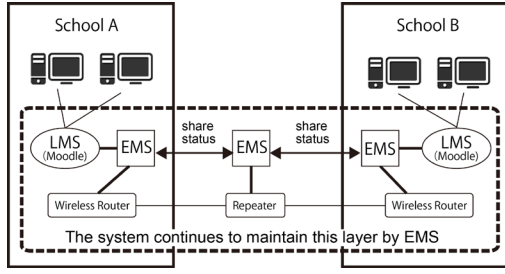 School A
School B
LMS
(Moodle)
EMS
share
status
EMS
share
status
EMS
LMS
(Moodle)
Wireless Router
Repeater
Wireless Router
The system continues to maintain this layer by EMS